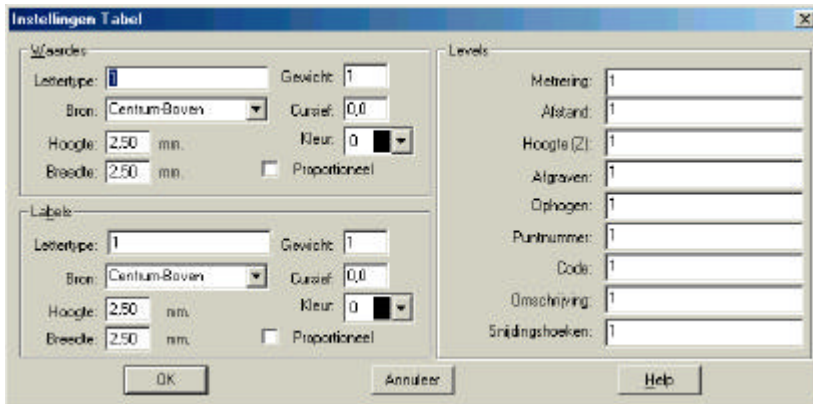 Instellingen Tabel
Waardes
Lettertype: 1 Gewicht: 1
Bron: Centrum-Boven Cursief: 0,0
Hoogte: 2,50 mm. Kleur: 0
Breedte: 2,50 mm. Proportioneel
Labels
Lettertype: 1 Gewicht: 1
Bron: Centrum-Boven Cursief: 0,0
Hoogte: 2,50 mm. Kleur: 0
Breedte: 2,50 mm. Proportioneel
Levels
Metrering: 1
Afstand: 1
Hoogte (Z): 1
Afgraven: 1
Ophogen: 1
Puntnummer: 1
Code: 1
Omschrijving: 1
Snijdingshoeken: 1
OK Annuleer Help